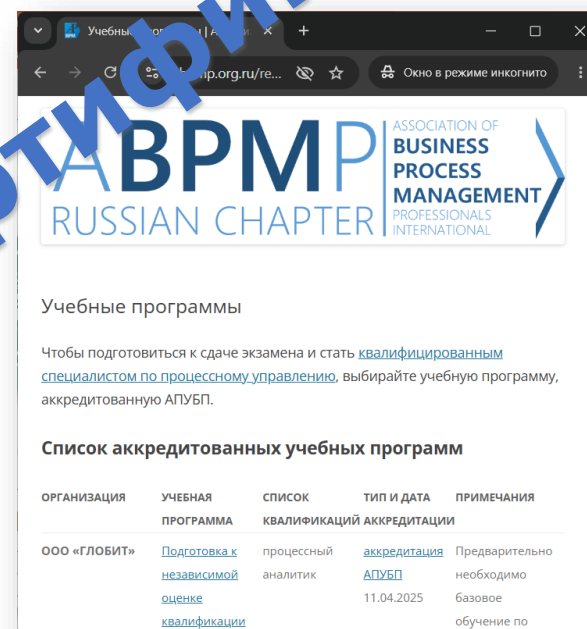 Окно в режиме инкогнито
ABPMP
RUSSIAN CHAPTER
ASSOCIATION OF
BUSINESS
PROCESS
MANAGEMENT
PROFESSIONALS
INTERNATIONAL
Учебные программы
Чтобы подготовиться к сдаче экзамена и стать квалифицированным
специалистом по процессному управлению, выбирайте учебную программу,
аккредитованную АПУБП.
Список аккредитованных учебных программ
ОРГАНИЗАЦИЯ УЧЕБНАЯ ПРОГРАММА СПИСОК КВАЛИФИКАЦИЙ ТИП И ДАТА АККРЕДИТАЦИИ ПРИМЕЧАНИЯ
ООО «ГЛОБИТ»
Подготовка к
независимой
оценке
квалификации
процессный
аналитик
аккредитация
АПУБП
11.04.2025
Предварительно
необходимо
базовое
обучение по